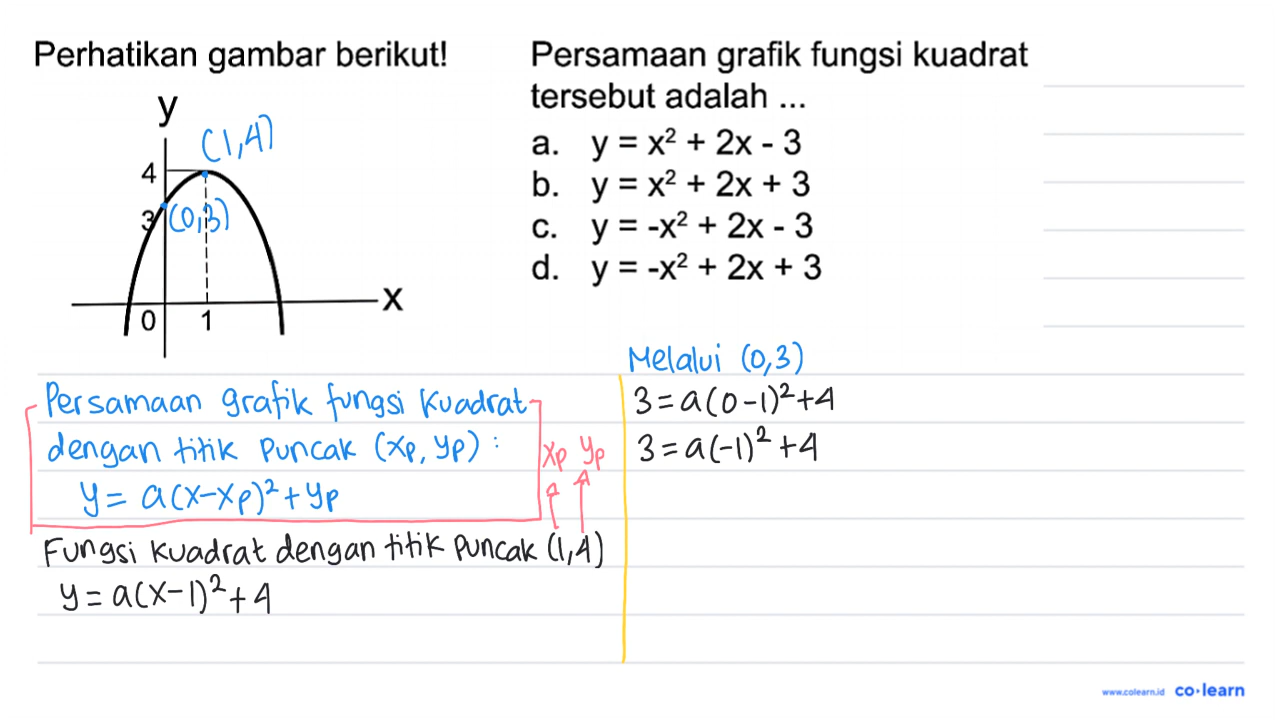 Perhatikan gambar berikut!
y
(1,4)
4
3
(0,3)
0
1
x
Persamaan grafik fungsi kuadrat
tersebut adalah ...
a. y = x² + 2x - 3
b. y = x² + 2x + 3
c. y = -x² + 2x - 3
d. y = -x² + 2x + 3
Persamaan grafik fungsi kuadrat
dengan titik puncak (xp, yp) :
y = a(x-xp)² + yp
xp yp
Fungsi kuadrat dengan titik puncak (1,4)
y = a(x-1)² + 4
Melalui (0,3)
3 = a(0-1)² + 4
3 = a(-1)² + 4
www.colearn.id co·learn